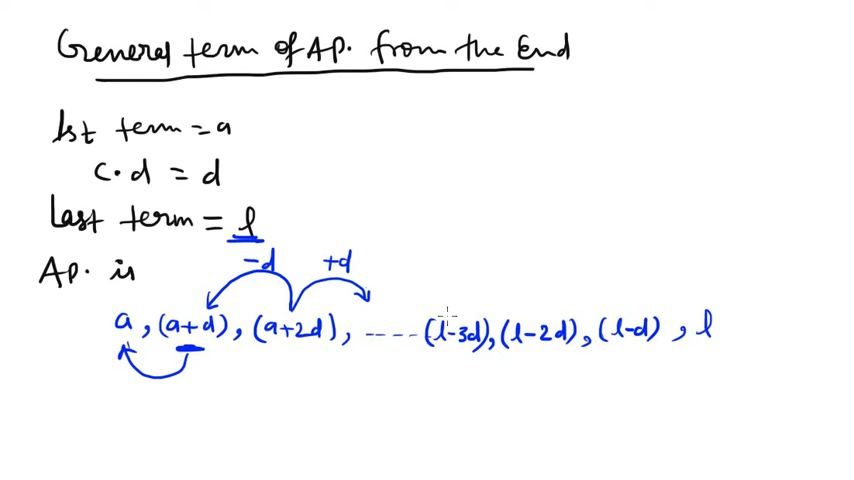 General term of A.P. from the End
1st term = a
C.d = d
Last term = l
A.P. is
-d +d
a, (a+d), (a+2d), ..... (l-3d), (l-2d), (l-d), l